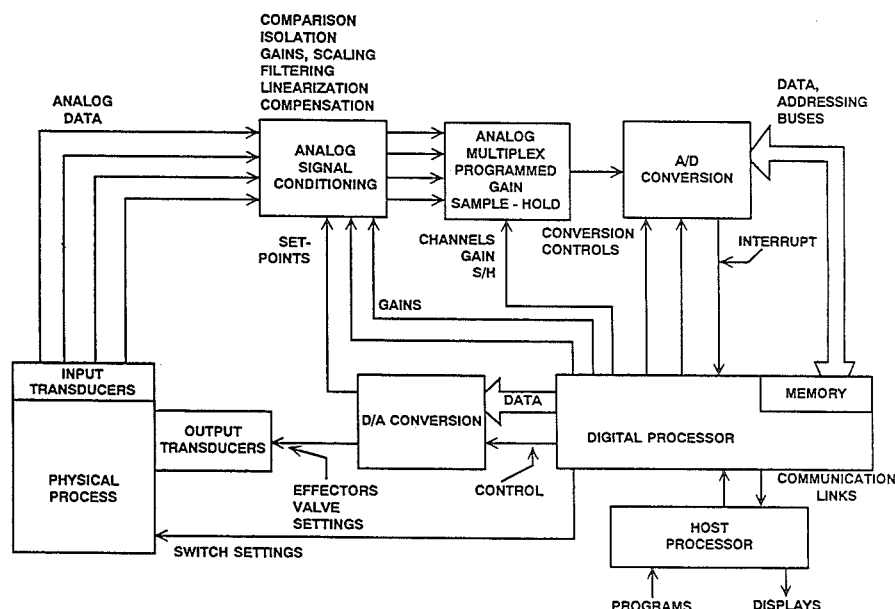 COMPARISON
ISOLATION
GAINS, SCALING
FILTERING
LINEARIZATION
COMPENSATION
ANALOG
DATA
DATA,
ADDRESSING
BUSES
ANALOG
SIGNAL
CONDITIONING
ANALOG
MULTIPLEX
PROGRAMMED
GAIN
SAMPLE - HOLD
A/D
CONVERSION
SET-
POINTS
CHANNELS
GAIN
S/H
CONVERSION
CONTROLS
INTERRUPT
GAINS
INPUT
TRANSDUCERS
PHYSICAL
PROCESS
OUTPUT
TRANSDUCERS
D/A CONVERSION
DATA
MEMORY
DIGITAL PROCESSOR
EFFECTORS
VALVE
SETTINGS
CONTROL
COMMUNICATION
LINKS
SWITCH SETTINGS
HOST
PROCESSOR
PROGRAMS
DISPLAYS